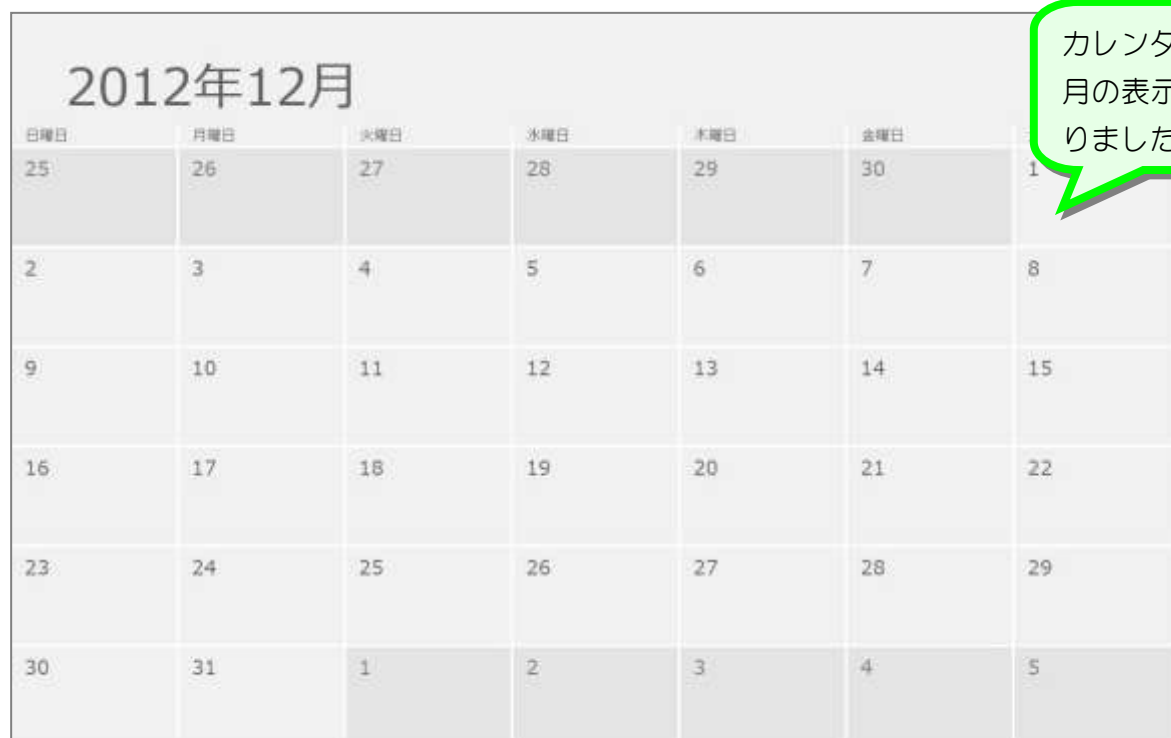 2012年12月
カレンタ
月の表示
りました
日曜日 月曜日 火曜日 水曜日 木曜日 金曜日
25 26 27 28 29 30 1
2 3 4 5 6 7 8
9 10 11 12 13 14 15
16 17 18 19 20 21 22
23 24 25 26 27 28 29
30 31 1 2 3 4 5